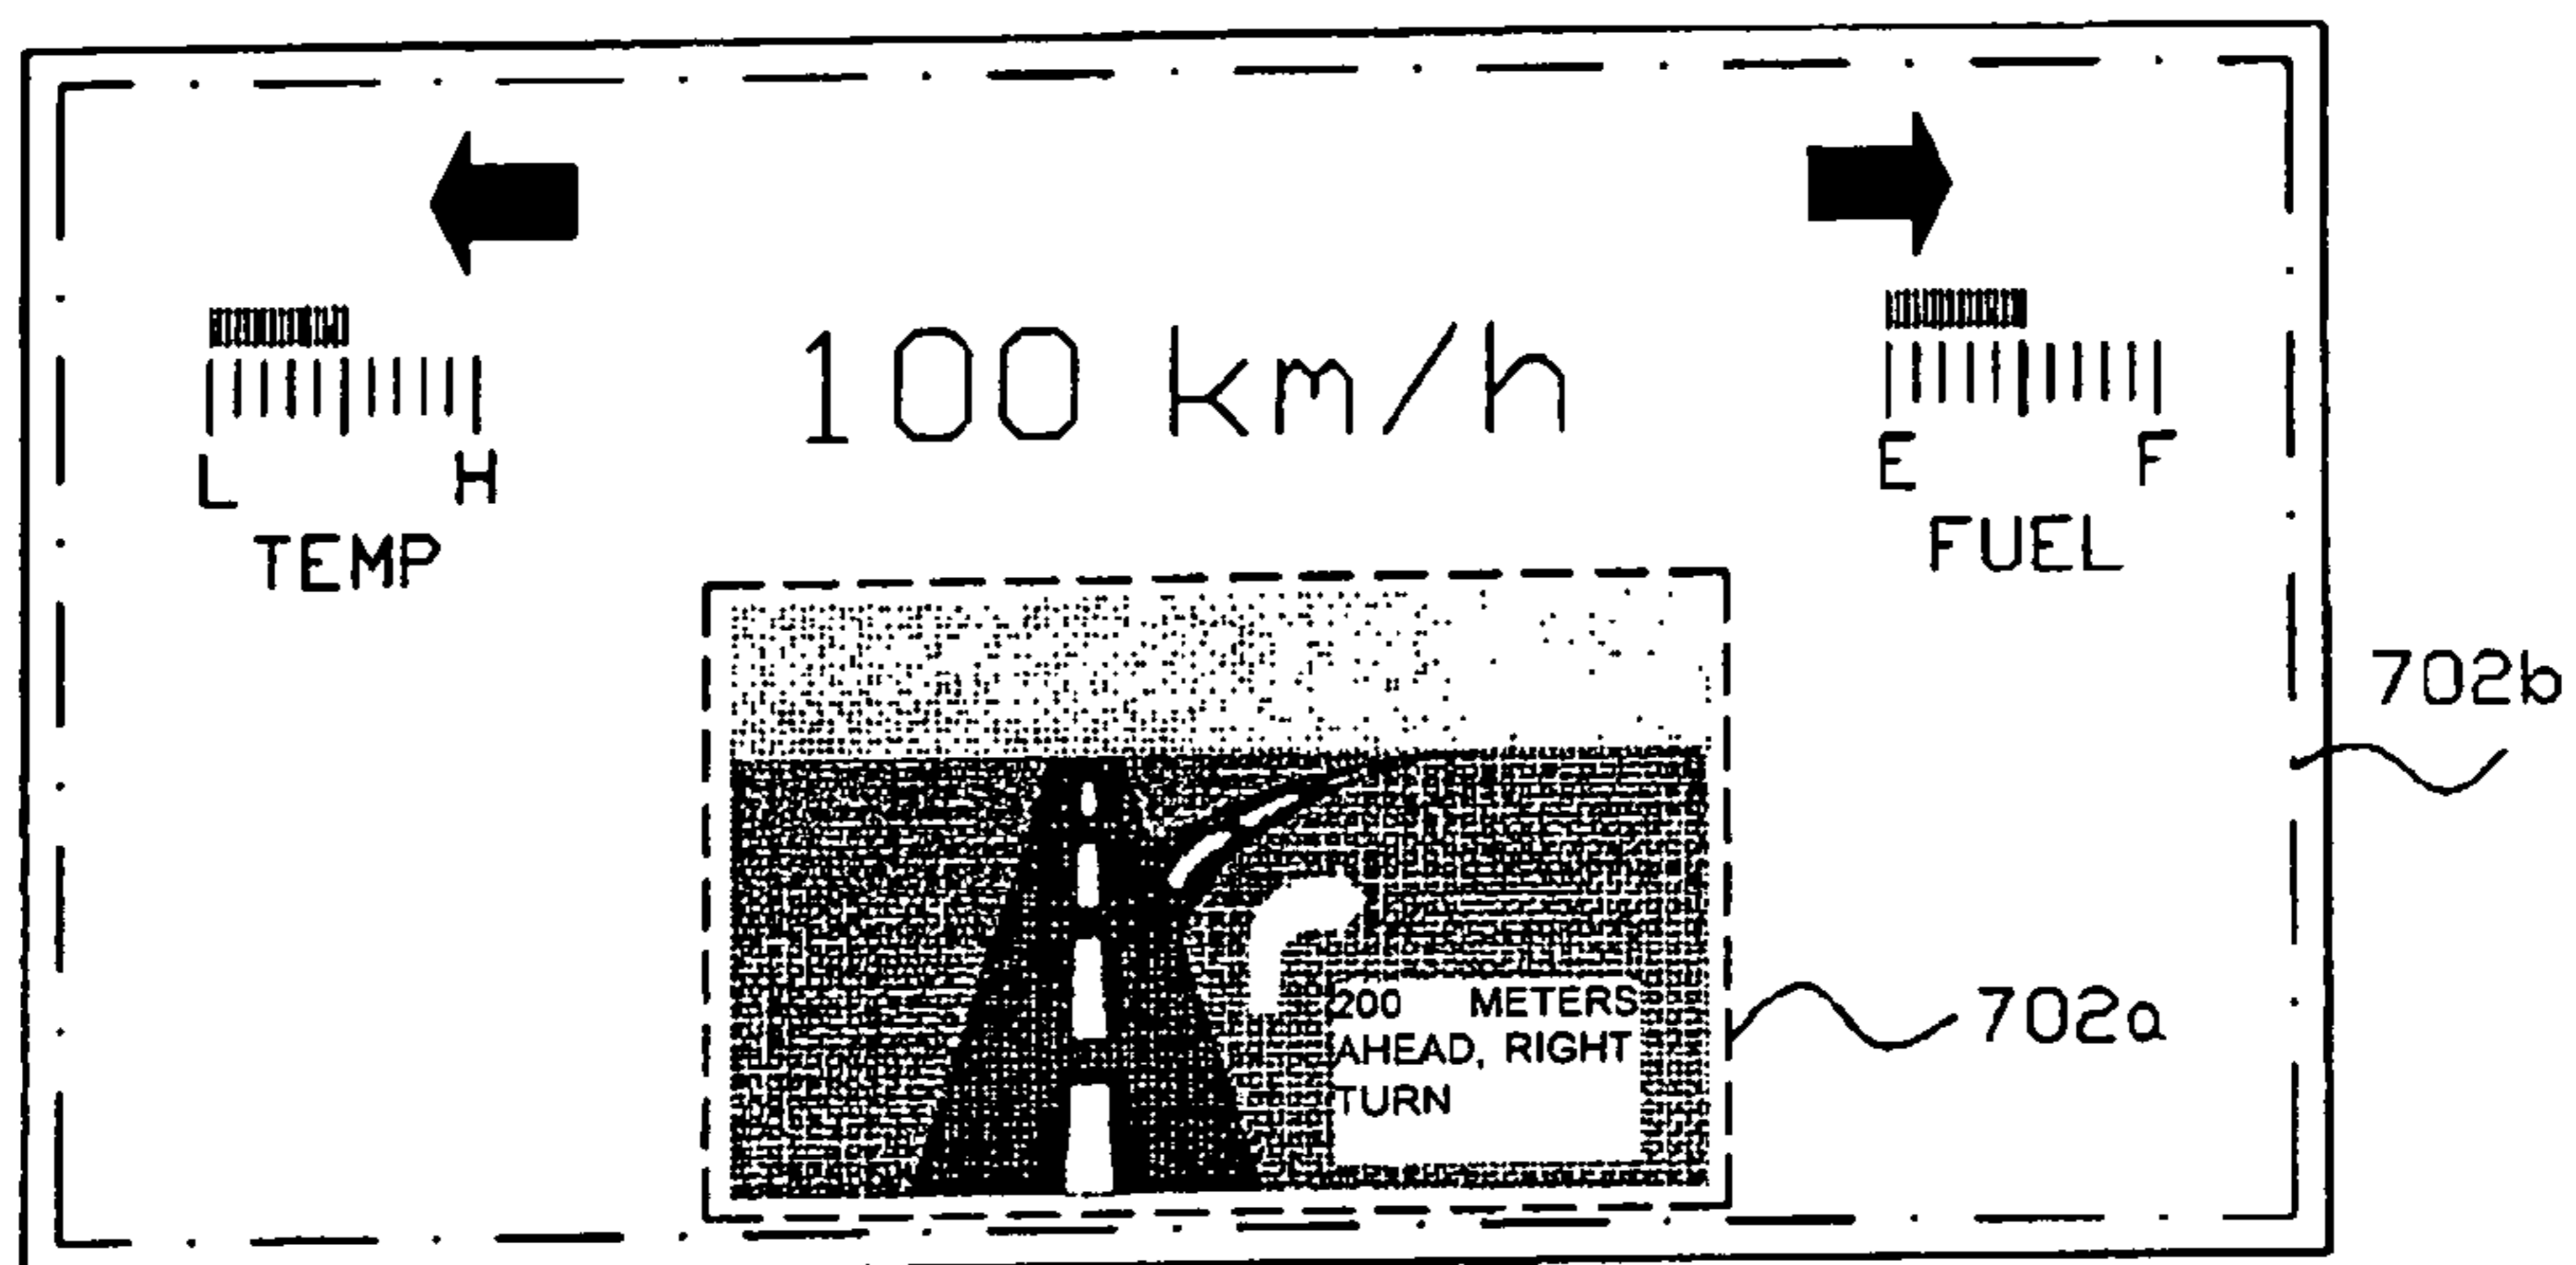 100 km/h
L H
TEMP
E F
FUEL
702b
200 METERS
AHEAD, RIGHT
TURN
702a